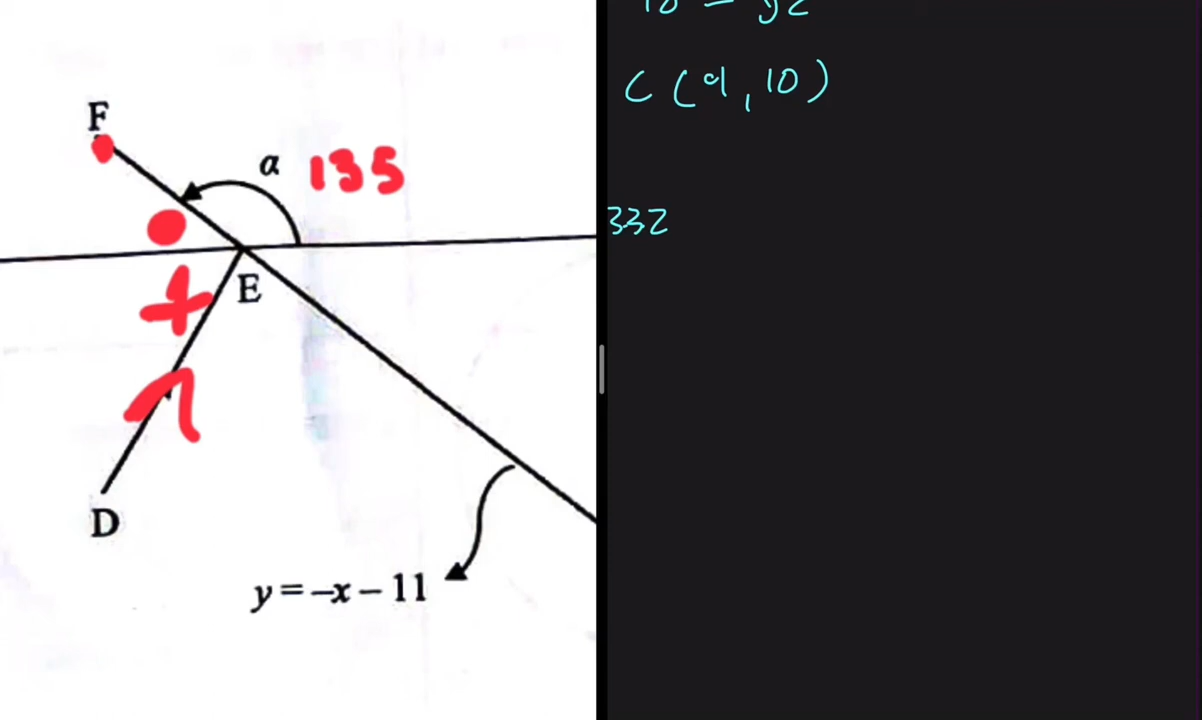 F
α 135
E
D
y = –x – 11
C (9, 10)
332